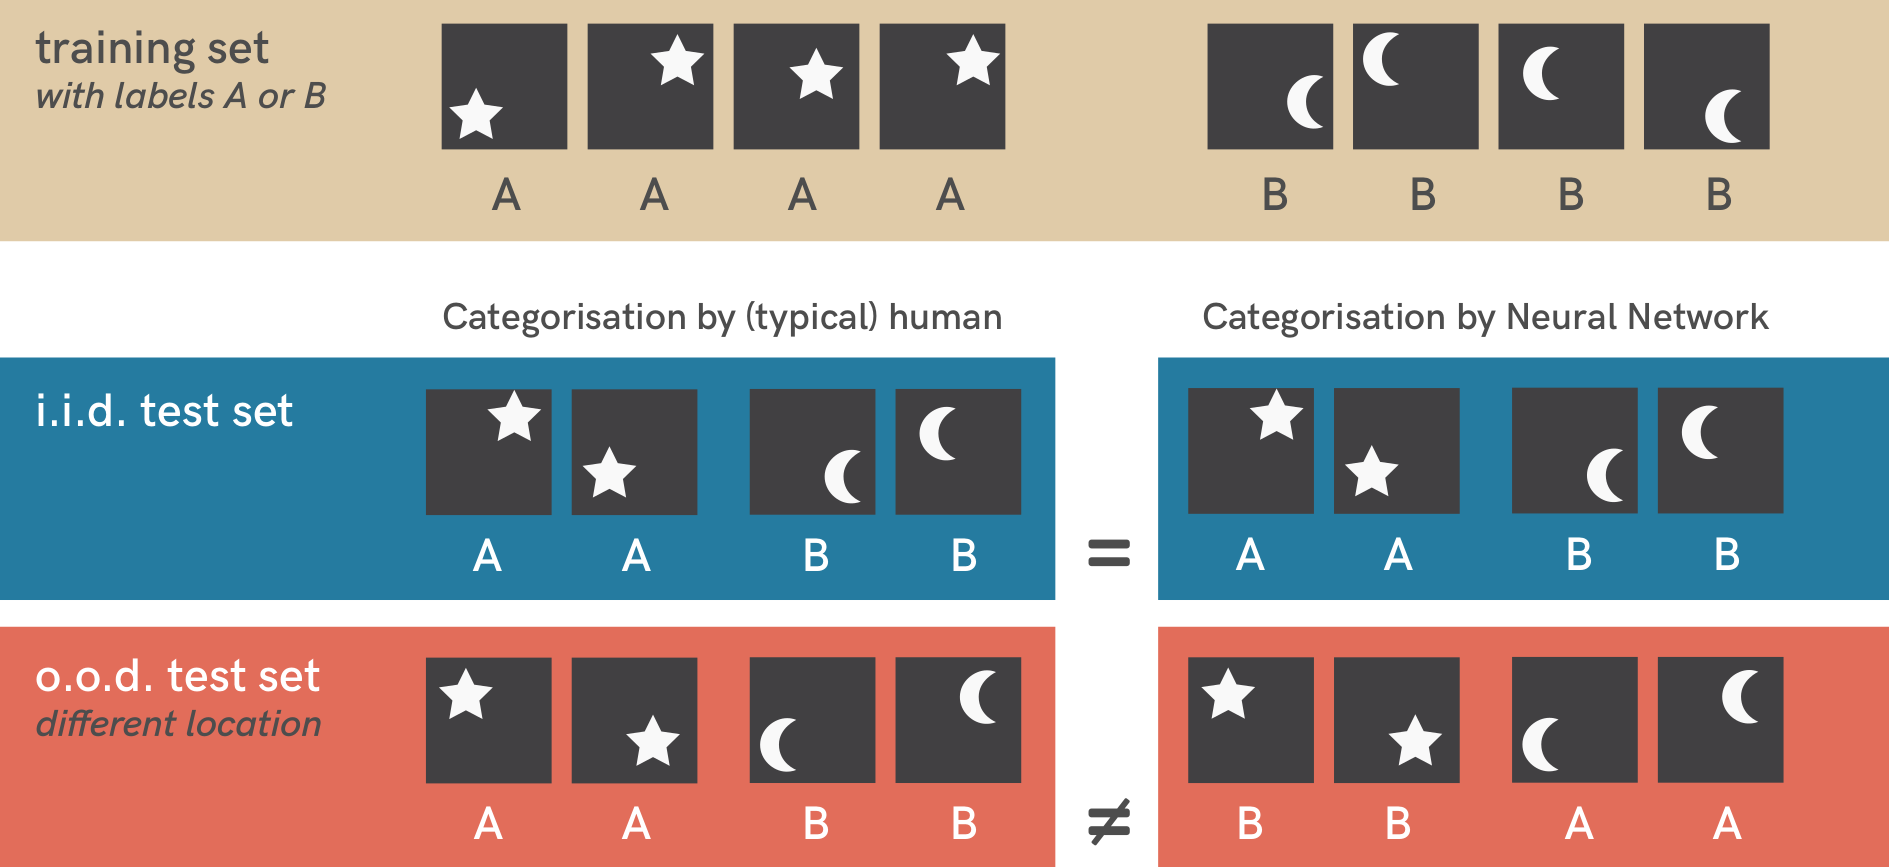 training set
with labels A or B
A A A A B B B B
Categorisation by (typical) human
Categorisation by Neural Network
i.i.d. test set
A A B B = A A B B
o.o.d. test set
different location
A A B B ≠ B B A A